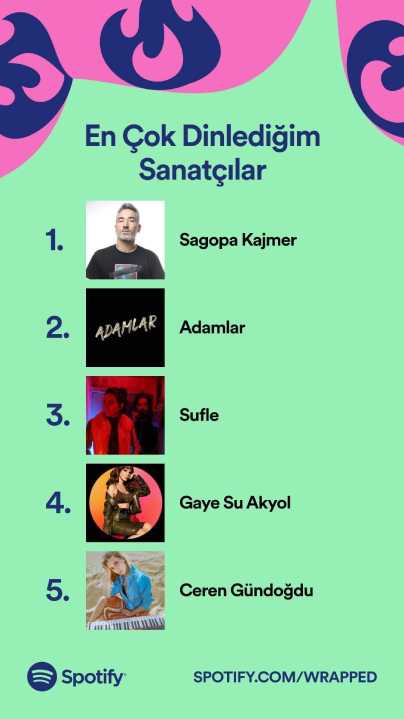 En Çok Dinlediğim
Sanatçılar
1. Sagopa Kajmer
2. ADAMLAR Adamlar
3. Sufle
4. Gaye Su Akyol
5. Ceren Gündoğdu
Spotify SPOTIFY.COM/WRAPPED